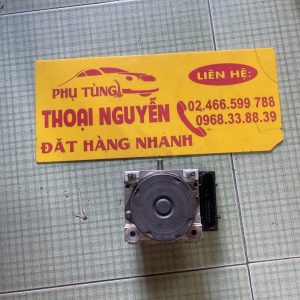 PHỤ TÙNG
THOẠI NGUYỄN
ĐẶT HÀNG NHANH
LIÊN HỆ:
02.466.599.788
0968.33.88.39